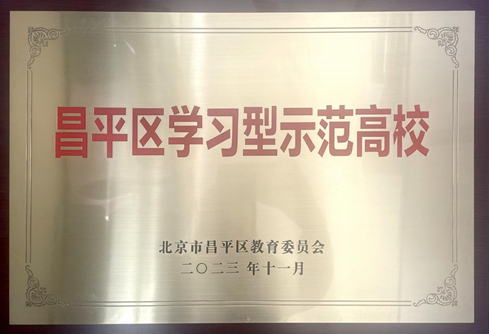 昌平区学习型示范高校
北京市昌平区教育委员会
二〇二三 年十一月